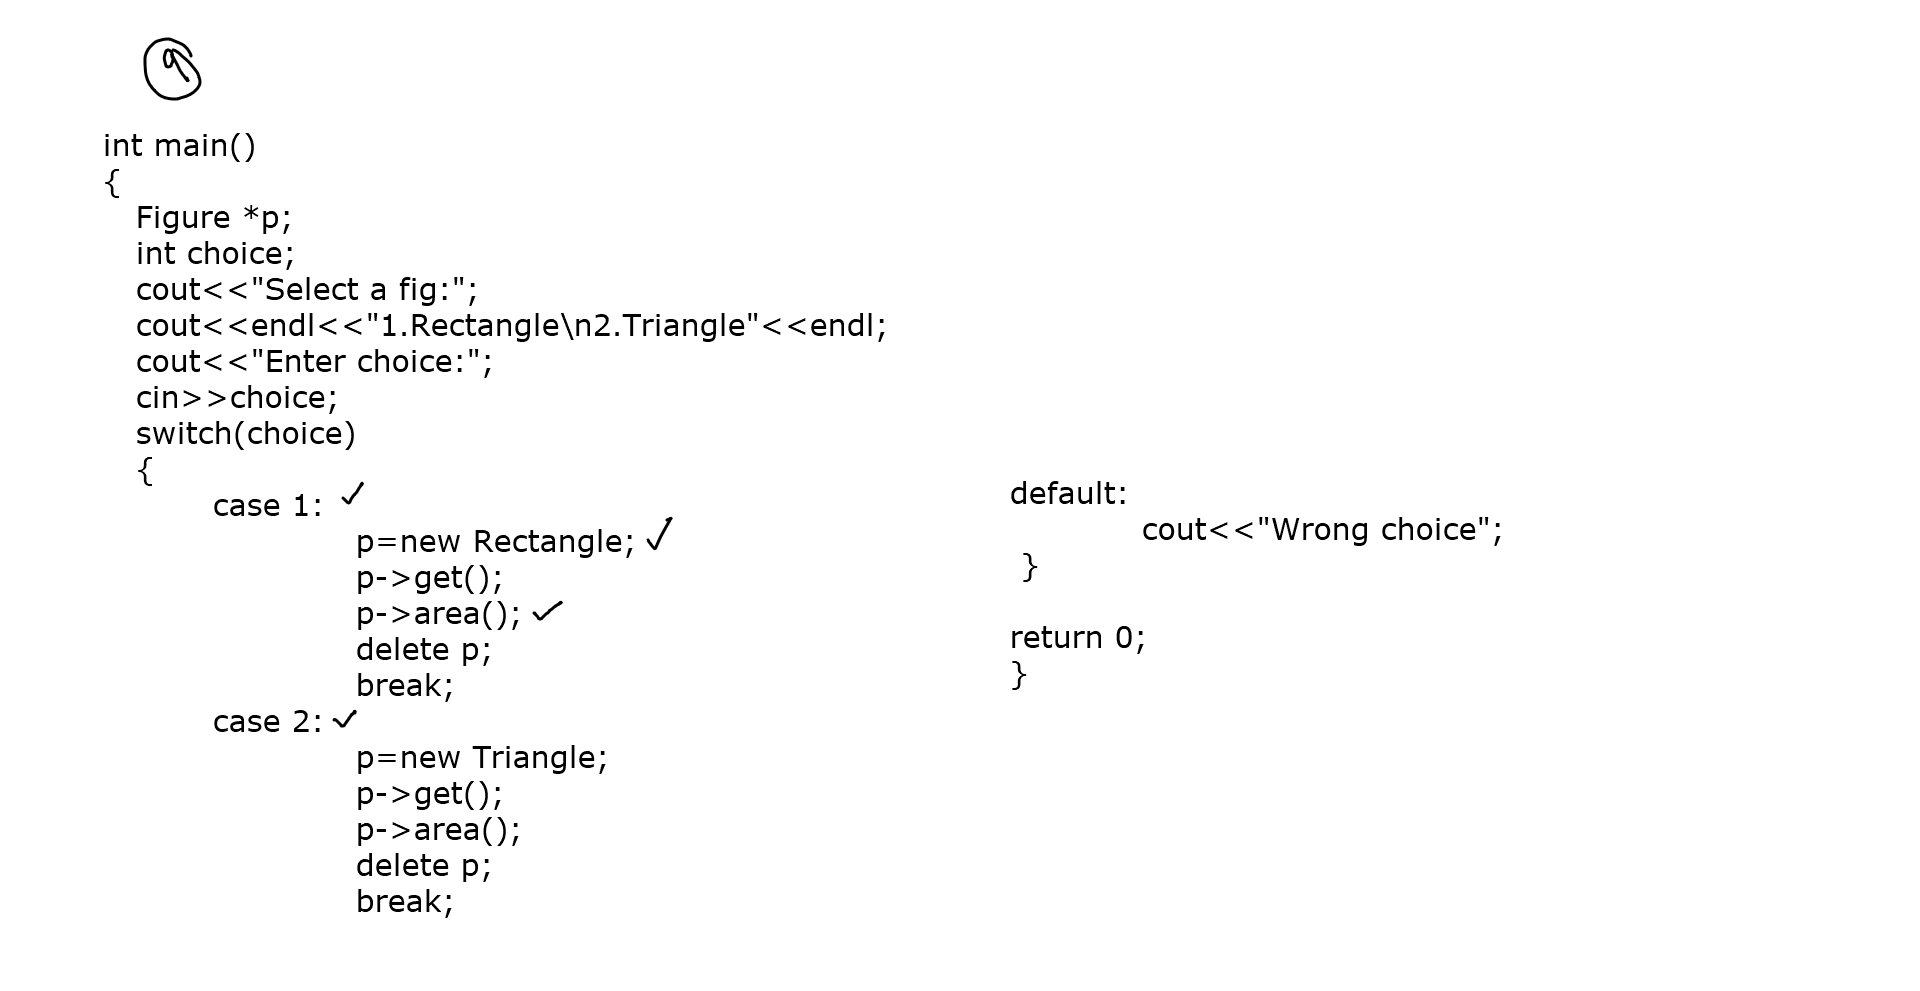 int main()
{
Figure *p;
int choice;
cout<<"Select a fig:";
cout<<endl<<"1.Rectangle\n2.Triangle"<<endl;
cout<<"Enter choice:";
cin>>choice;
switch(choice)
{
case 1:
p=new Rectangle;
p->get();
p->area();
delete p;
break;
case 2:
p=new Triangle;
p->get();
p->area();
delete p;
break;
default:
cout<<"Wrong choice";
}
return 0;
}